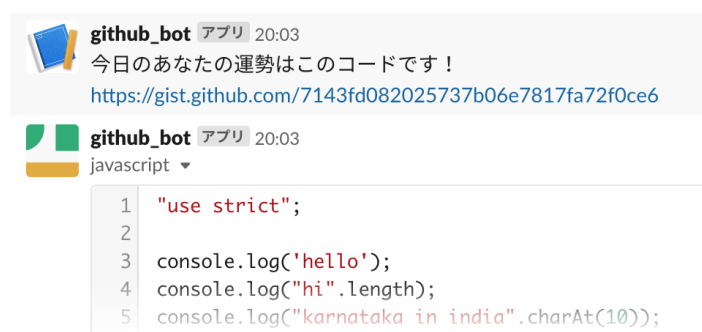 github_bot アプリ 20:03
今日のあなたの運勢はこのコードです！
https://gist.github.com/7143fd082025737b06e7817fa72f0ce6
github_bot アプリ 20:03
javascript
1 "use strict";
2
3 console.log('hello');
4 console.log("hi".length);
5 console.log("karnataka in india".charAt(10));